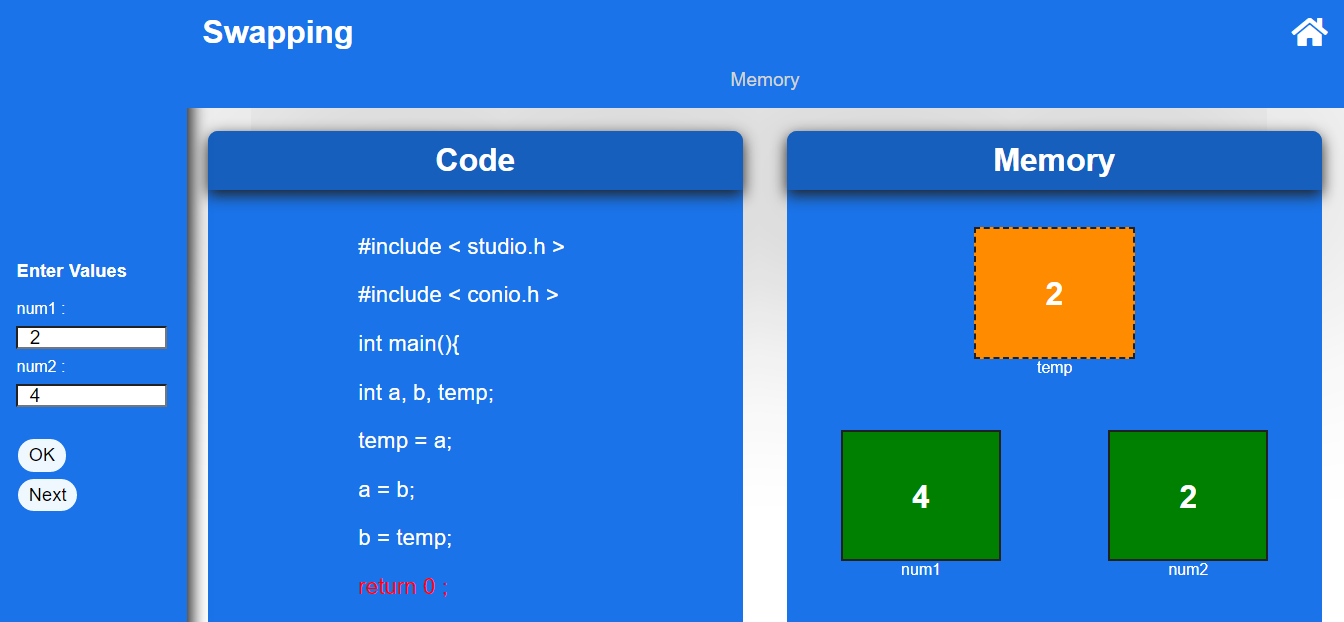 Swapping
Memory
Enter Values
num1 :
2
num2 :
4
OK
Next
Code
#include < studio.h >
#include < conio.h >
int main(){
int a, b, temp;
temp = a;
a = b;
b = temp;
return 0 ;
Memory
2
temp
4
num1
2
num2